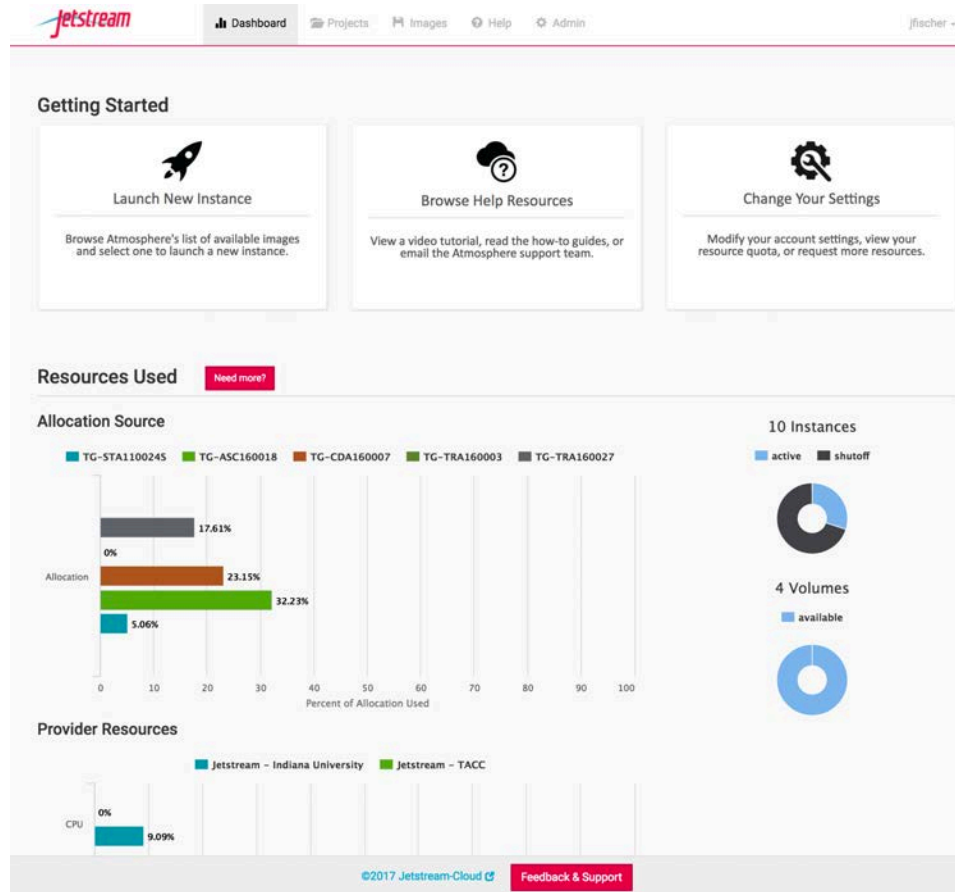 Jetstream
Dashboard Projects Images Help Admin jfischer
Getting Started
Launch New Instance
Browse Atmosphere's list of available images
and select one to launch a new instance.
Browse Help Resources
View a video tutorial, read the how-to guides, or
email the Atmosphere support team.
Change Your Settings
Modify your account settings, view your
resource quota, or request more resources.
Resources Used Need more?
Allocation Source
TG-STA110024S TG-ASC160018 TG-CDA160007 TG-TRA160003 TG-TRA160027
17.61%
0%
Allocation
23.15%
32.23%
5.06%
0 10 20 30 40 50 60 70 80 90 100
Percent of Allocation Used
10 Instances
active shutoff
4 Volumes
available
Provider Resources
Jetstream - Indiana University Jetstream - TACC
CPU
0%
9.09%
©2017 Jetstream-Cloud Feedback & Support